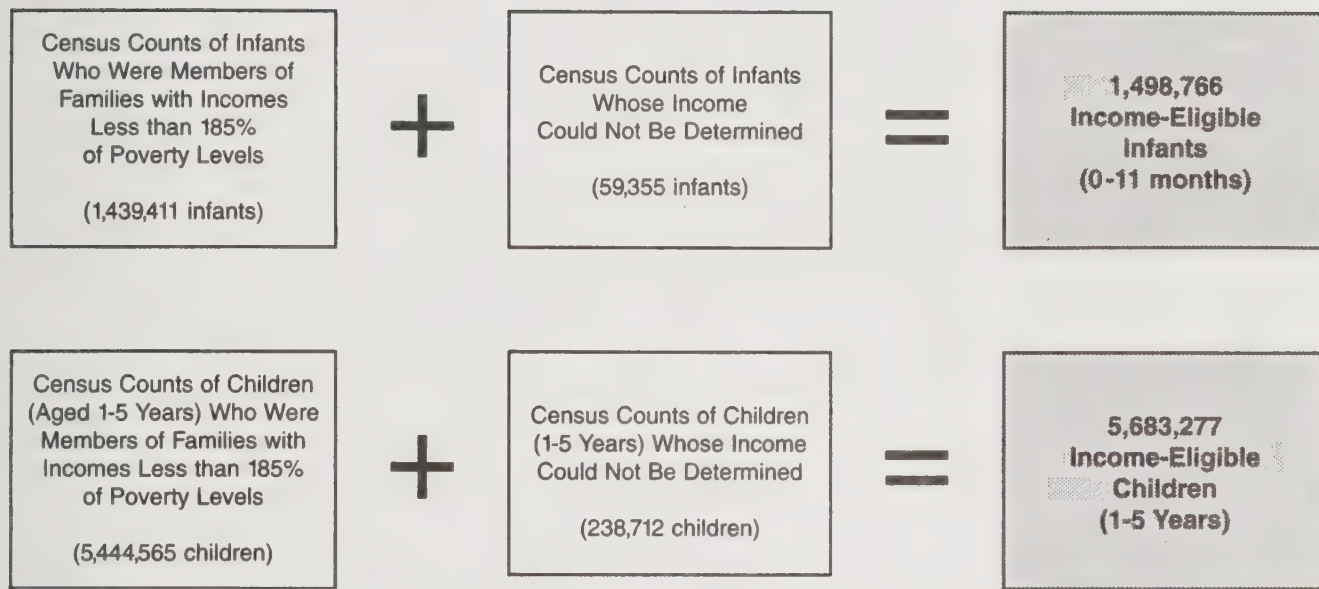 Census Counts of Infants
Who Were Members of
Families with Incomes
Less than 185%
of Poverty Levels
(1,439,411 infants)
+
Census Counts of Infants
Whose Income
Could Not Be Determined
(59,355 infants)
=
1,498,766
Income-Eligible
Infants
(0-11 months)
Census Counts of Children
(Aged 1-5 Years) Who Were
Members of Families with
Incomes Less than 185%
of Poverty Levels
(5,444,565 children)
+
Census Counts of Children
(1-5 Years) Whose Income
Could Not Be Determined
(238,712 children)
=
5,683,277
Income-Eligible
Children
(1-5 Years)